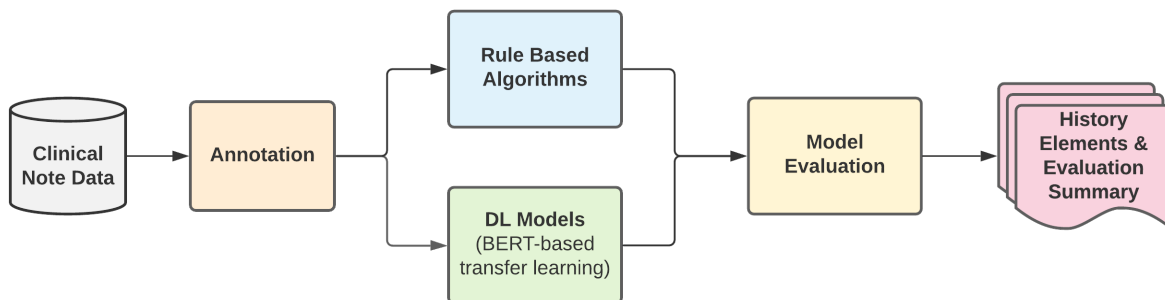 Clinical
Note Data
Annotation
Rule Based
Algorithms
DL Models
(BERT-based
transfer learning)
Model
Evaluation
History
Elements &
Evaluation
Summary